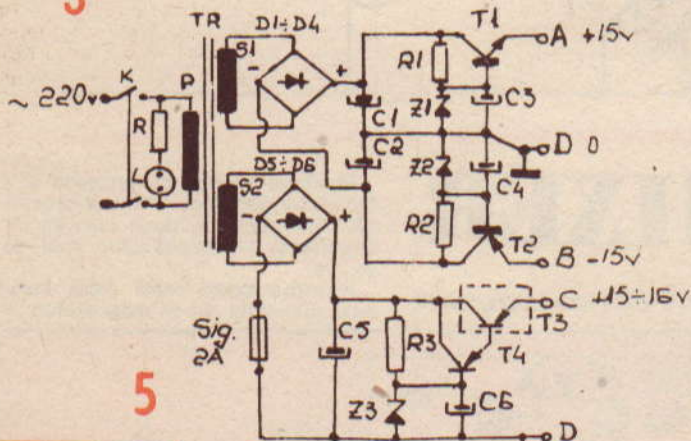 TR
D1÷D4
T1
S1
A +15v
R1
K
P
~ 220v
C1
Z1
C3
R
C2
D 0
Z2
C4
L
D5÷D6
S2
R2
T2
B -15v
C +15÷16v
T3
Sig.
2A
C5
R3
T4
5
Z3
C6
D